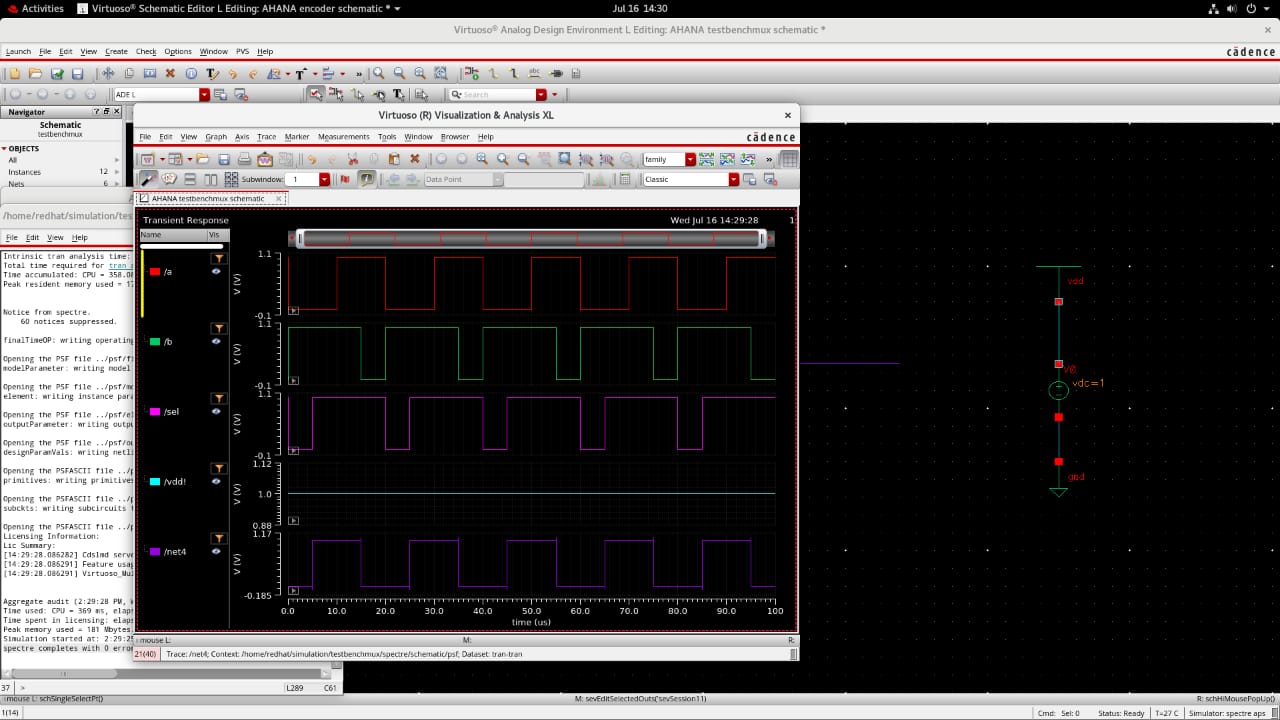 Activities
Virtuoso® Schematic Editor L Editing: AHANA encoder schematic *
Jul 16 14:30
Virtuoso® Analog Design Environment L Editing: AHANA testbenchmux schematic *
Launch File Edit View Create Check Options Window PVS Help
cādence
ADE L
Search
Navigator
Schematic
testbenchmux
OBJECTS
All
Instances 12
Nets 6
/home/redhat/simulation/tes
File Edit View Help
Intrinsic tran analysis time:
Total time required for tran a
Time accumulated: CPU = 358.0
Peak resident memory used = 17
Notice from spectre.
60 notices suppressed.
finalTimeOP: writing operating
Opening the PSF file ../psf/
modelParameter: writing model
Opening the PSF file ../psf/
element: writing instance par
Opening the PSF file ../psf/e
outputParameter: writing outpu
Opening the PSF file ../psf/
designParamVals: writing netli
Opening the PSFASCII file ../p
primitives: writing primitives
Opening the PSFASCII file ../p
subckts: writing subcircuits
Opening the PSFASCII file ../p
Licensing Information:
Lic Summary:
[14:29:28.086282] Cdslmd serve
[14:29:28.086291] Feature usag
[14:29:28.086291] Virtuoso_Mul
Aggregate audit (2:29:28 PM,
Time used: CPU = 369 ms, elaps
Time spent in licensing: elaps
Peak memory used = 181 Mbytes
Simulation started at: 2:29:25
spectre completes with 0 error
37 >
L289 C61
Virtuoso (R) Visualization & Analysis XL
File Edit View Graph Axis Trace Marker Measurements Tools Window Browser Help
cādence
family
Subwindow: 1
Data Point
Classic
AHANA testbenchmux schematic
Transient Response
Wed Jul 16 14:29:28 1
Name Vis
/a
V (V)
1.1
-0.1
/b
V (V)
1.1
-0.1
/sel
V (V)
1.1
-0.1
/vdd!
V (V)
1.12
1.0
0.88
/net4
V (V)
1.17
-0.185
0.0 10.0 20.0 30.0 40.0 50.0 60.0 70.0 80.0 90.0 100
time (us)
mouse L: M: R:
21(40) Trace: /net4; Context: /home/redhat/simulation/testbenchmux/spectre/schematic/psf; Dataset: tran-tran
vdd
V0
vdc=1
gnd
mouse L: schSingleSelectPt() M: sevEditSelectedOuts('sevSession11) R: schHiMousePopUp()
1(14) Cmd: Sel: 0 Status: Ready T=27 C Simulator: spectre aps